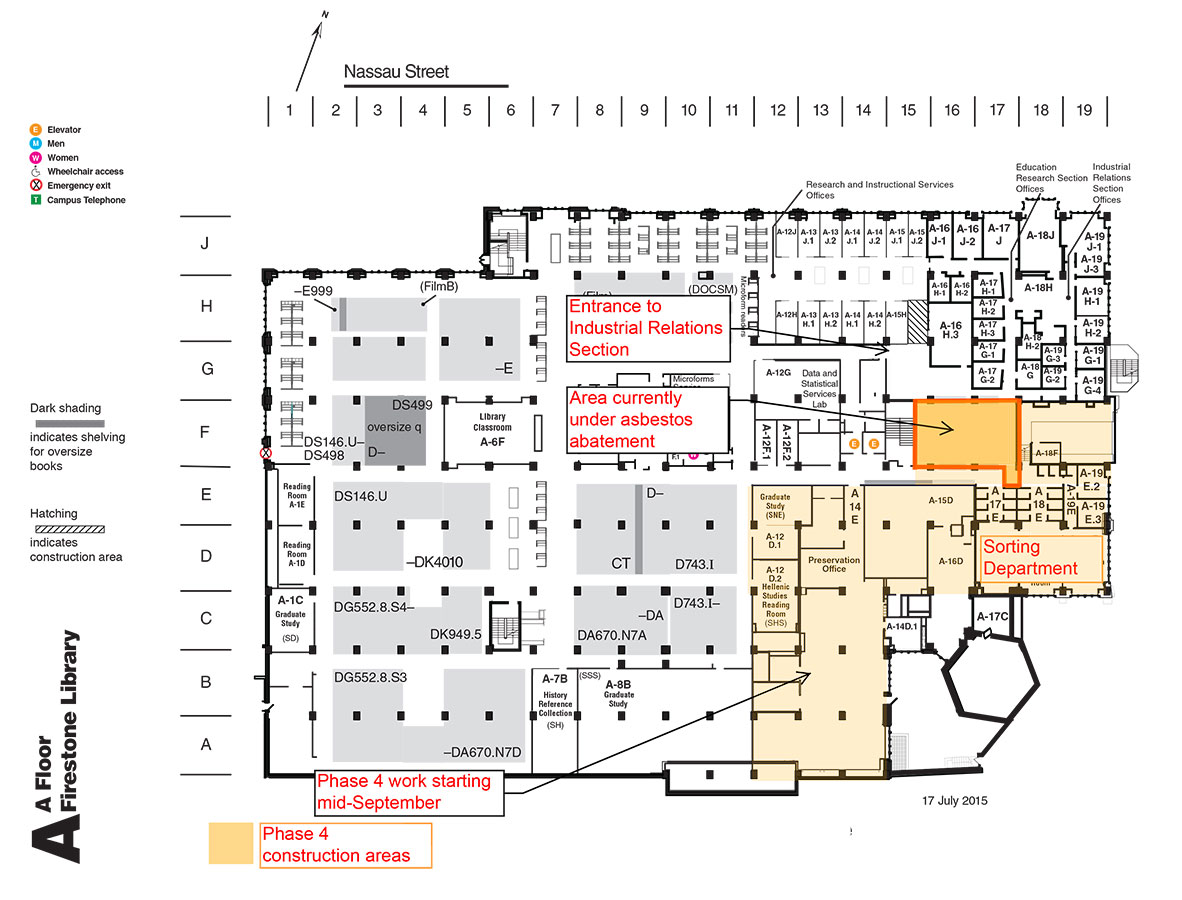 N
Nassau Street
1 2 3 4 5 6 7 8 9 10 11 12 13 14 15 16 17 18 19
E Elevator
M Men
W Women
Wheelchair access
Emergency exit
T Campus Telephone
Education
Research Section
Offices
Industrial
Relations
Section
Offices
Research and Instructional Services
Offices
J
H
G
F
E
D
C
B
A
A-12J
A-13
J.1
A-13
J.2
A-14
J.1
A-14
J.2
A-15
J.1
A-15
J.2
A-16
J-1
A-16
J-2
A-17
J
A-18J
A-19
J-1
A-19
J-3
–E999
(FilmB)
(Film)
(DOCSM)
Microform readers
A-12H
A-13
H.1
A-13
H.2
A-14
H.1
A-14
H.2
A-15H
A-16
H-1
A-16
H-2
A-16
H.3
A-17
H-1
A-17
H-2
A-17
H-3
A-17
G-1
A-17
G-2
A-18H
A-18
H-2
A-18
G
A-19
H-1
A-19
H-2
A-19
G-3
A-19
G-2
A-19
G-1
A-19
G-4
Entrance to
Industrial Relations
Section
–E
Microforms
A-12G
Data and
Statistical
Services
Lab
Area currently
under asbestos
abatement
Dark shading
indicates shelving
for oversize
books
Hatching
indicates
construction area
DS499
oversize q
D–
DS146.U–
DS498
Library
Classroom
A-6F
F.1
W
A-12F.1
A-12F.2
E E
A-18F
Reading
Room
A-1E
DS146.U
D–
Graduate
Study
(SNE)
A
14
E
A-15D
A
17
E
A
18
E
A-19E
A-19
E.2
A-19
E.3
Reading
Room
A-1D
–DK4010
CT
D743.I
A-12
D.1
Preservation
Office
A-16D
Sorting
Department
A-12
D.2
Hellenic
Studies
Reading
Room
(SHS)
A-1C
Graduate
Study
(SD)
DG552.8.S4–
DK949.5
–DA
DA670.N7A
D743.I–
A-14D.1
A-17C
DG552.8.S3
A-7B
History
Reference
Collection
(SH)
(SSS)
A-8B
Graduate
Study
–DA670.N7D
Phase 4 work starting
mid-September
17 July 2015
Phase 4
construction areas
A
A Floor
Firestone Library